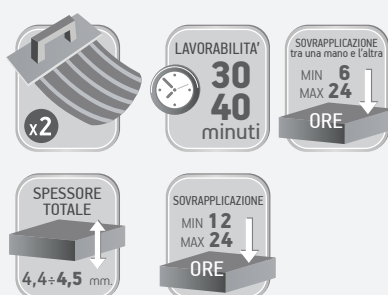 x2
LAVORABILITA'
30
40
minuti
SOVRAPPLICAZIONE
tra una mano e l'altra
MIN 6
MAX 24
ORE
SPESSORE
TOTALE
4,4÷4,5 mm.
SOVRAPPLICAZIONE
MIN 12
MAX 24
ORE